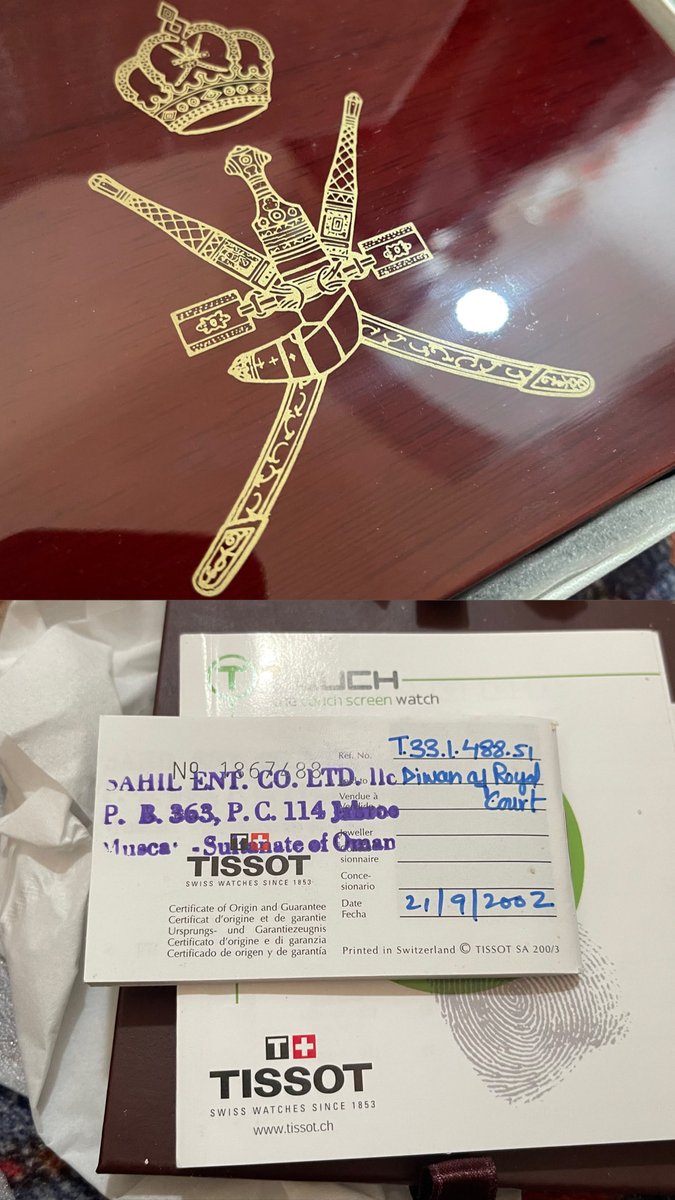 T TOUCH
the touch screen watch
Nº 1867688
SAHIL ENT. CO. LTD. llc
P. B. 363, P. C. 114 Jabroo
Muscat - Sultanate of Oman
T+
TISSOT
SWISS WATCHES SINCE 1853
Certificate of Origin and Guarantee
Certificat d'origine et de garantie
Ursprungs- und Garantiezeugnis
Certificato d'origine e di garanzia
Certificado de origen y de garantía
Ref. No. T.33.1.488.51
Diwan of Royal
Court
Vendue à
Jeweller
sionnaire
Conce-
sionario
Date
Fecha
21/9/2002
Printed in Switzerland © TISSOT SA 200/3
T+
TISSOT
SWISS WATCHES SINCE 1853
www.tissot.ch